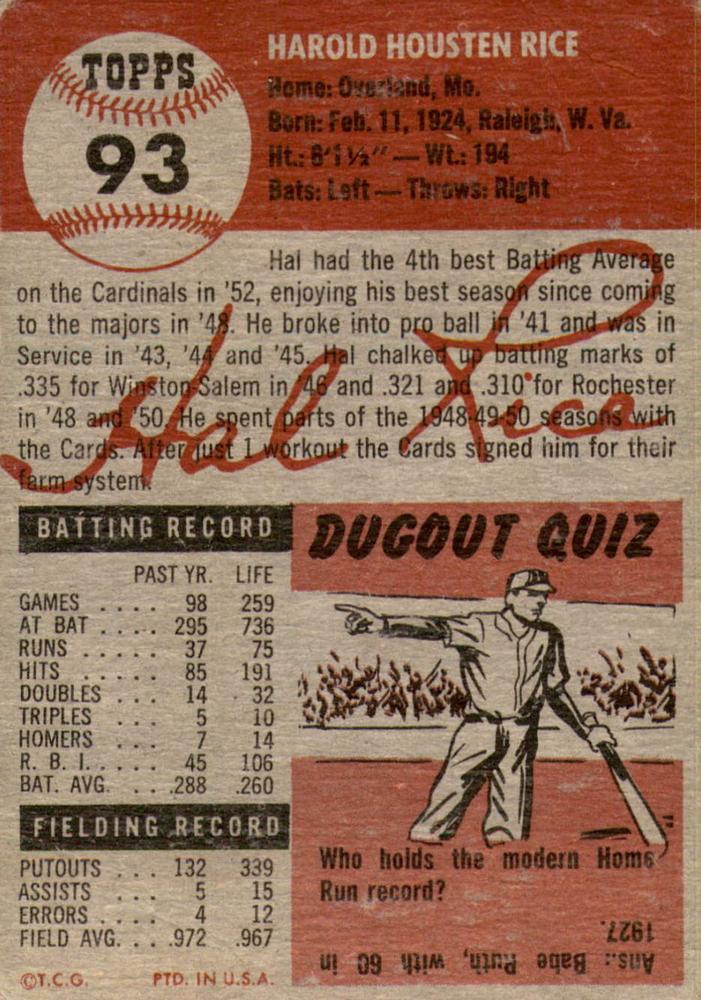 TOPPS
93
HAROLD HOUSTEN RICE
Home: Overland, Mo.
Born: Feb. 11, 1924, Raleigh, W. Va.
Ht.: 6'1½" — Wt.: 194
Bats: Left — Throws: Right
Hal had the 4th best Batting Average
on the Cardinals in '52, enjoying his best season since coming
to the majors in '48. He broke into pro ball in '41 and was in
Service in '43, '44 and '45. Hal chalked up batting marks of
.335 for Winston-Salem in '46 and .321 and .310 for Rochester
in '48 and '50. He spent parts of the 1948-49-50 seasons with
the Cards. After just 1 workout the Cards signed him for their
farm system.
Hal Rice
BATTING RECORD
PAST YR. LIFE
GAMES .... 98 259
AT BAT .... 295 736
RUNS .... 37 75
HITS .... 85 191
DOUBLES ... 14 32
TRIPLES ... 5 10
HOMERS ... 7 14
R. B. I. .... 45 106
BAT. AVG. ... .288 .260
FIELDING RECORD
PUTOUTS ... 132 339
ASSISTS ... 5 15
ERRORS ... 4 12
FIELD AVG. ... .972 .967
©T.C.G. PTD. IN U.S.A.
DUGOUT QUIZ
Who holds the modern Home
Run record?
Ans.: Babe Ruth, with 60 in
1927.